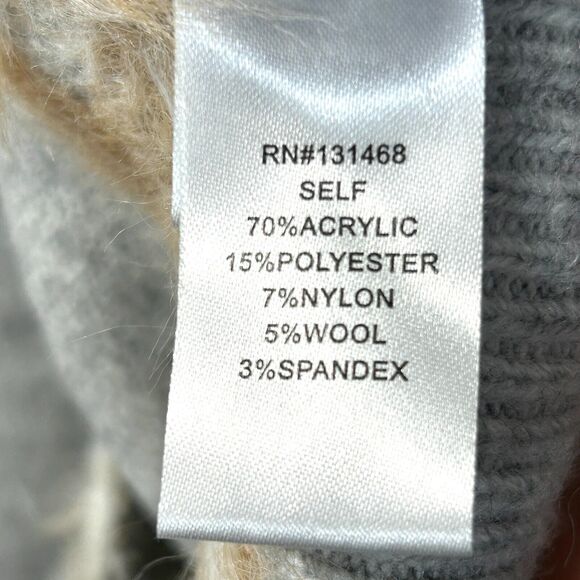 RN#131468
SELF
70%ACRYLIC
15%POLYESTER
7%NYLON
5%WOOL
3%SPANDEX